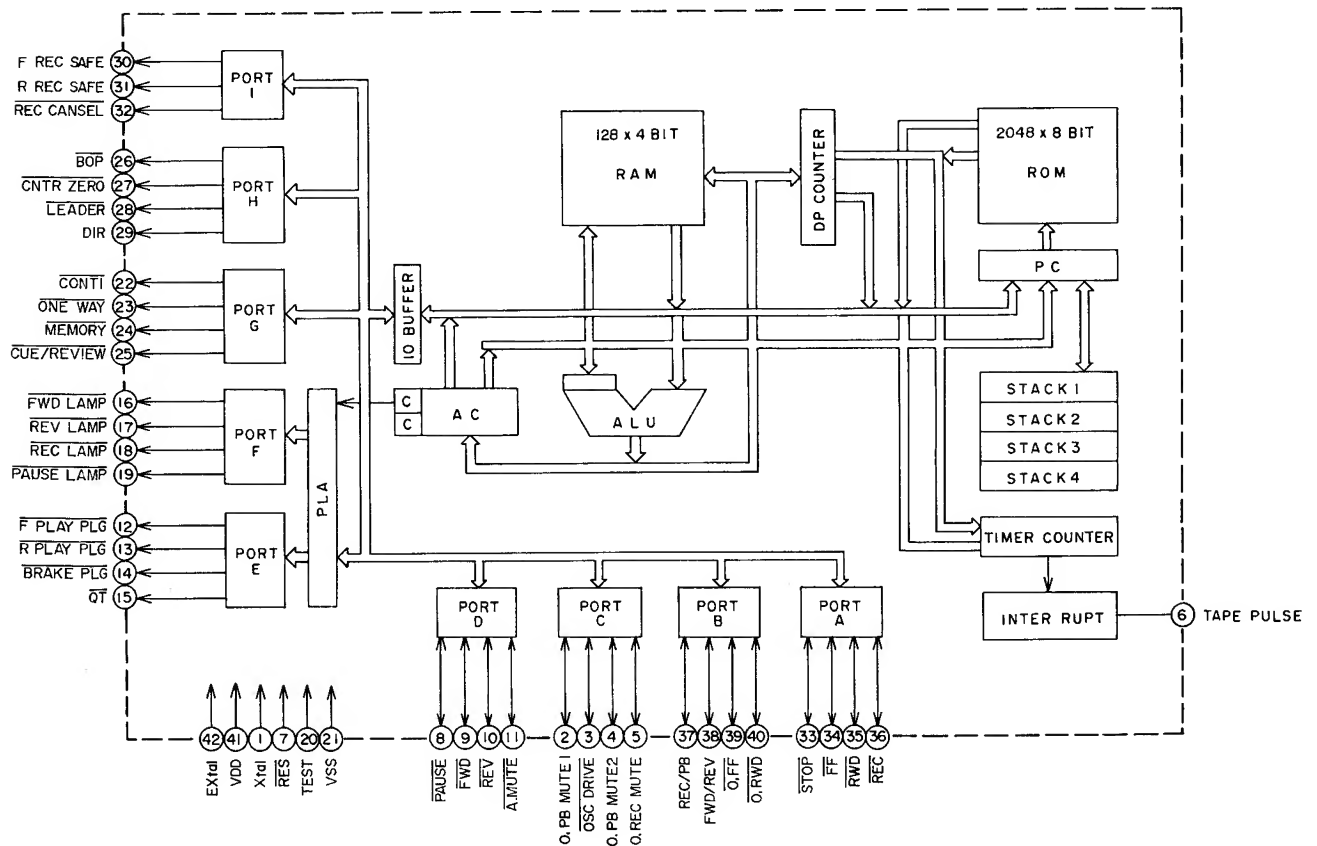 F REC SAFE 30
R REC SAFE 31
REC CANSEL 32
PORT
I
BOP 26
CNTR ZERO 27
LEADER 28
DIR 29
PORT
H
CONTI 22
ONE WAY 23
MEMORY 24
CUE/REVIEW 25
PORT
G
FWD LAMP 16
REV LAMP 17
REC LAMP 18
PAUSE LAMP 19
PORT
F
F PLAY PLG 12
R PLAY PLG 13
BRAKE PLG 14
QT 15
PORT
E
PLA
IO BUFFER
C
C
AC
128 x 4 BIT
RAM
ALU
DP COUNTER
2048 x 8 BIT
ROM
PC
STACK 1
STACK 2
STACK 3
STACK 4
TIMER COUNTER
INTER RUPT
6 TAPE PULSE
PORT
D
PORT
C
PORT
B
PORT
A
42 EXtal
41 VDD
1 Xtal
7 RES
20 TEST
21 VSS
8 PAUSE
9 FWD
10 REV
11 A.MUTE
2 O. PB MUTE 1
3 OSC DRIVE
4 O. PB MUTE2
5 O.REC MUTE
37 REC/PB
38 FWD/REV
39 O.FF
40 O.RWD
33 STOP
34 FF
35 RWD
36 REC